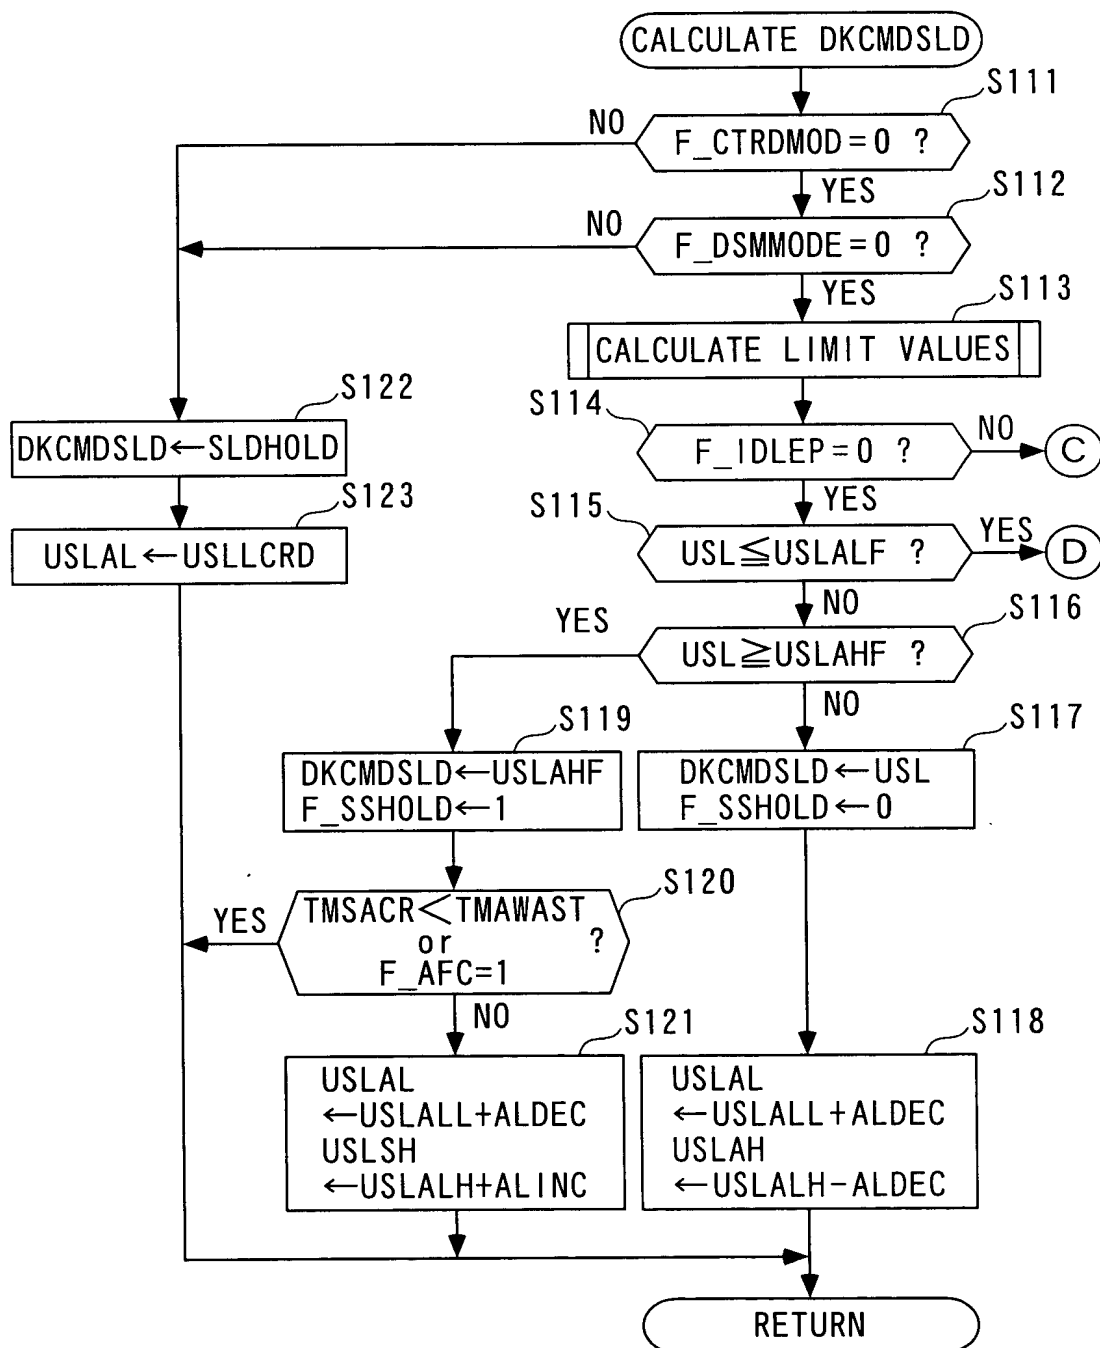 CALCULATE DKCMDSLD
S111
NO
F_CTRDMOD=0 ?
YES
S112
NO
F_DSMMODE=0 ?
YES
S113
CALCULATE LIMIT VALUES
S122
S114
DKCMDSLD←SLDHOLD
F_IDLEP=0 ?
NO
C
S123
YES
S115
USLAL←USLLCRD
USL≦USLALF ?
YES
D
NO
S116
YES
USL≧USLAHF ?
NO
S119
S117
DKCMDSLD←USLAHF
F_SSHOLD←1
DKCMDSLD←USL
F_SSHOLD←0
S120
YES
TMSACR<TMAWAST
or
?
F_AFC=1
NO
S121
S118
USLAL
←USLALL+ALDEC
USLSH
←USLALH+ALINC
USLAL
←USLALL+ALDEC
USLAH
←USLALH-ALDEC
RETURN